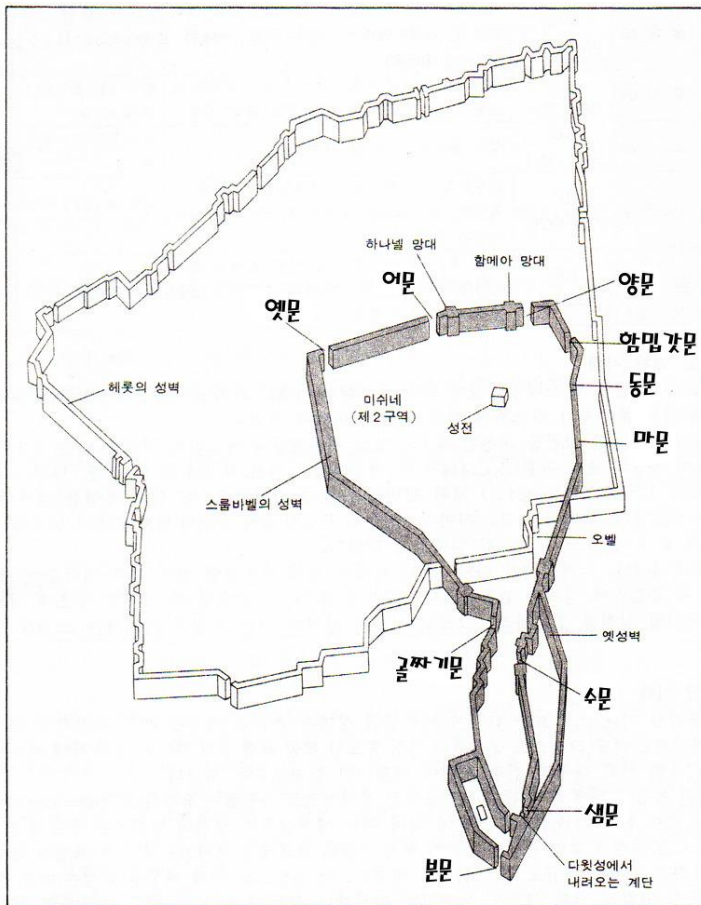 하나넬 망대
함메아 망대
어문
양문
옛문
함밉갓문
동문
헤롯의 성벽
미쉬네
(제2구역)
성전
마문
스룹바벨의 성벽
오벨
옛성벽
골짜기문
수문
샘문
분문
다윗성에서
내려오는 계단